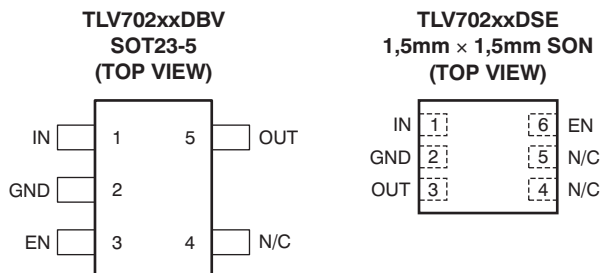 TLV702xxDBV
SOT23-5
(TOP VIEW)
IN 1 5 OUT
GND 2
EN 3 4 N/C
TLV702xxDSE
1,5mm × 1,5mm SON
(TOP VIEW)
IN 1 6 EN
GND 2 5 N/C
OUT 3 4 N/C